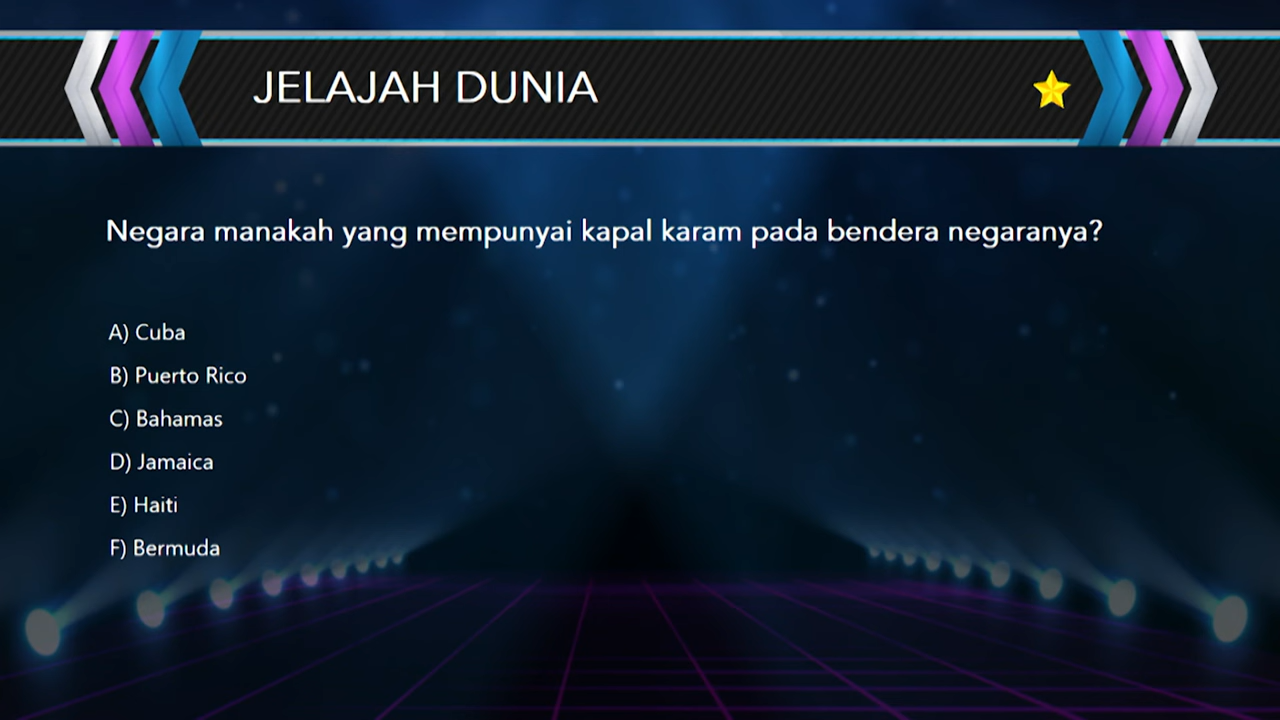 JELAJAH DUNIA
Negara manakah yang mempunyai kapal karam pada bendera negaranya?
A) Cuba
B) Puerto Rico
C) Bahamas
D) Jamaica
E) Haiti
F) Bermuda